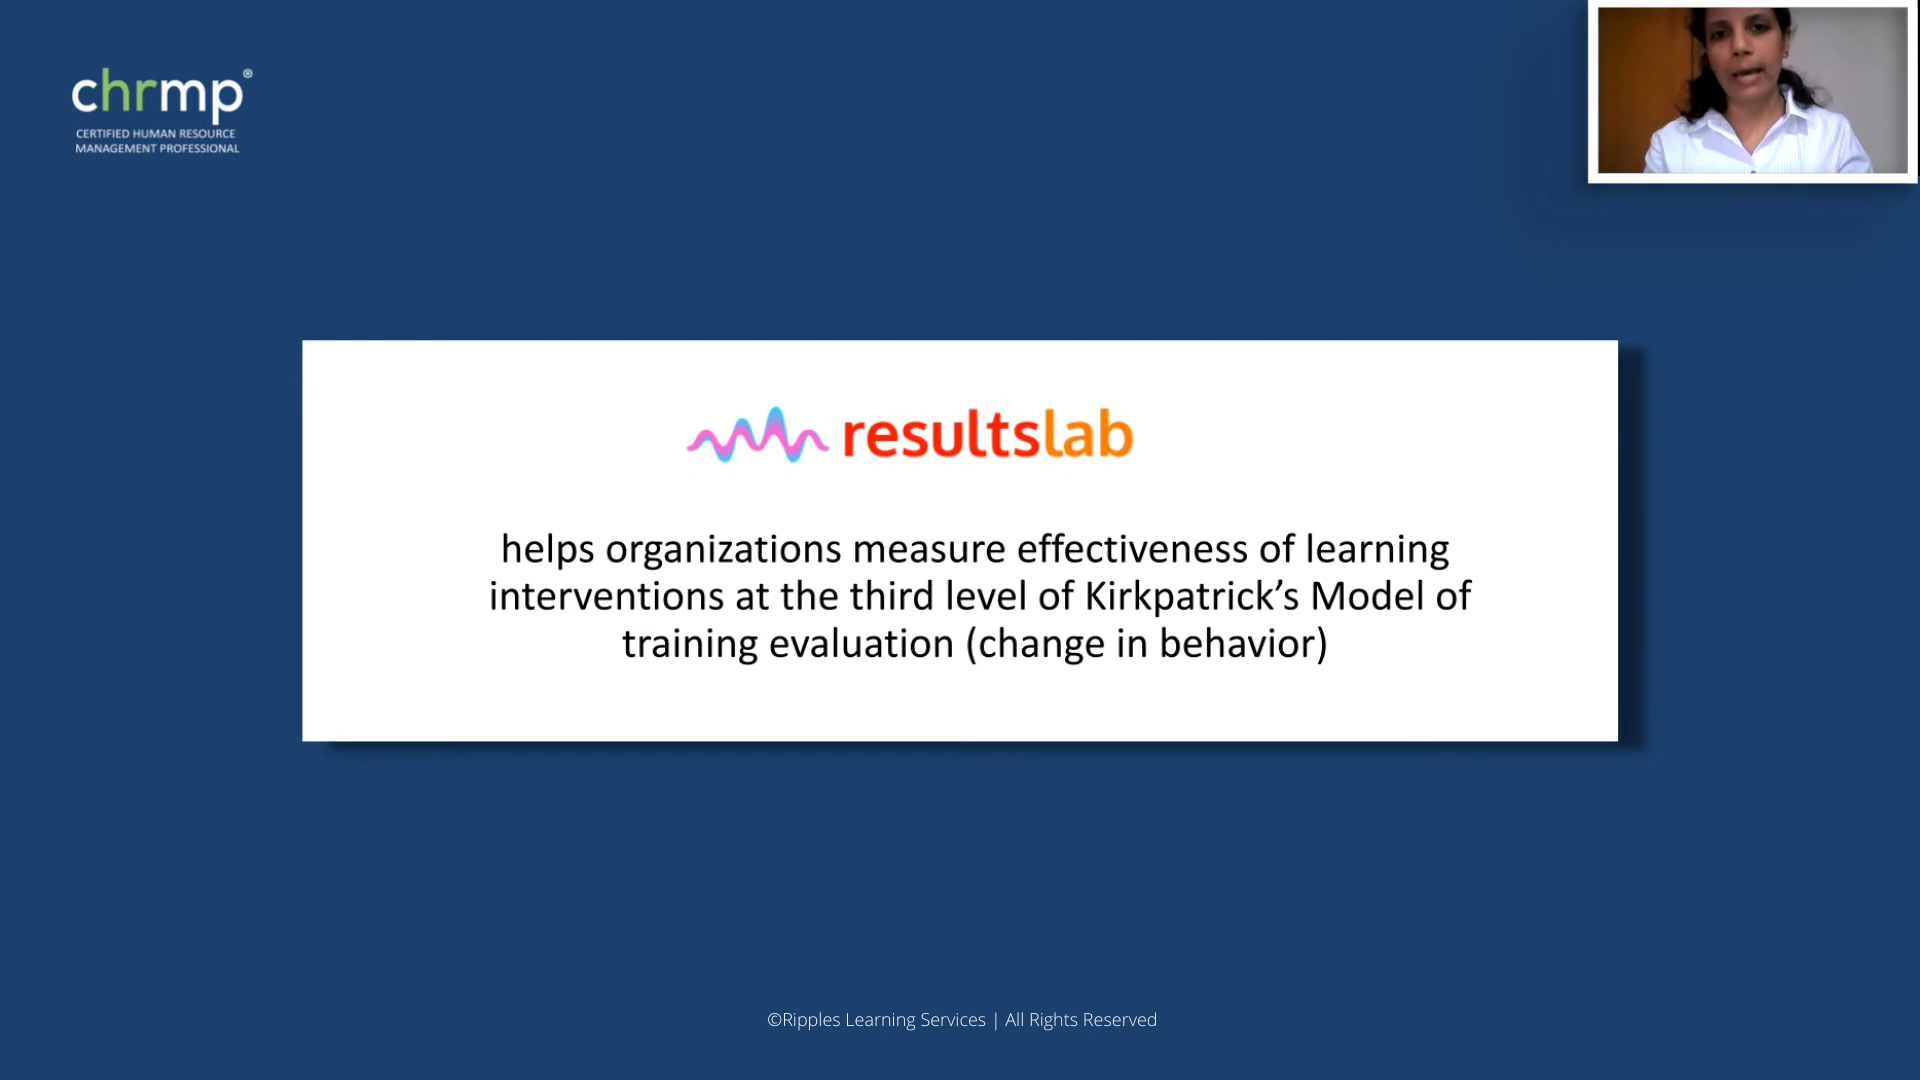 chrmp®
CERTIFIED HUMAN RESOURCE
MANAGEMENT PROFESSIONAL
resultslab
helps organizations measure effectiveness of learning
interventions at the third level of Kirkpatrick’s Model of
training evaluation (change in behavior)
©Ripples Learning Services | All Rights Reserved